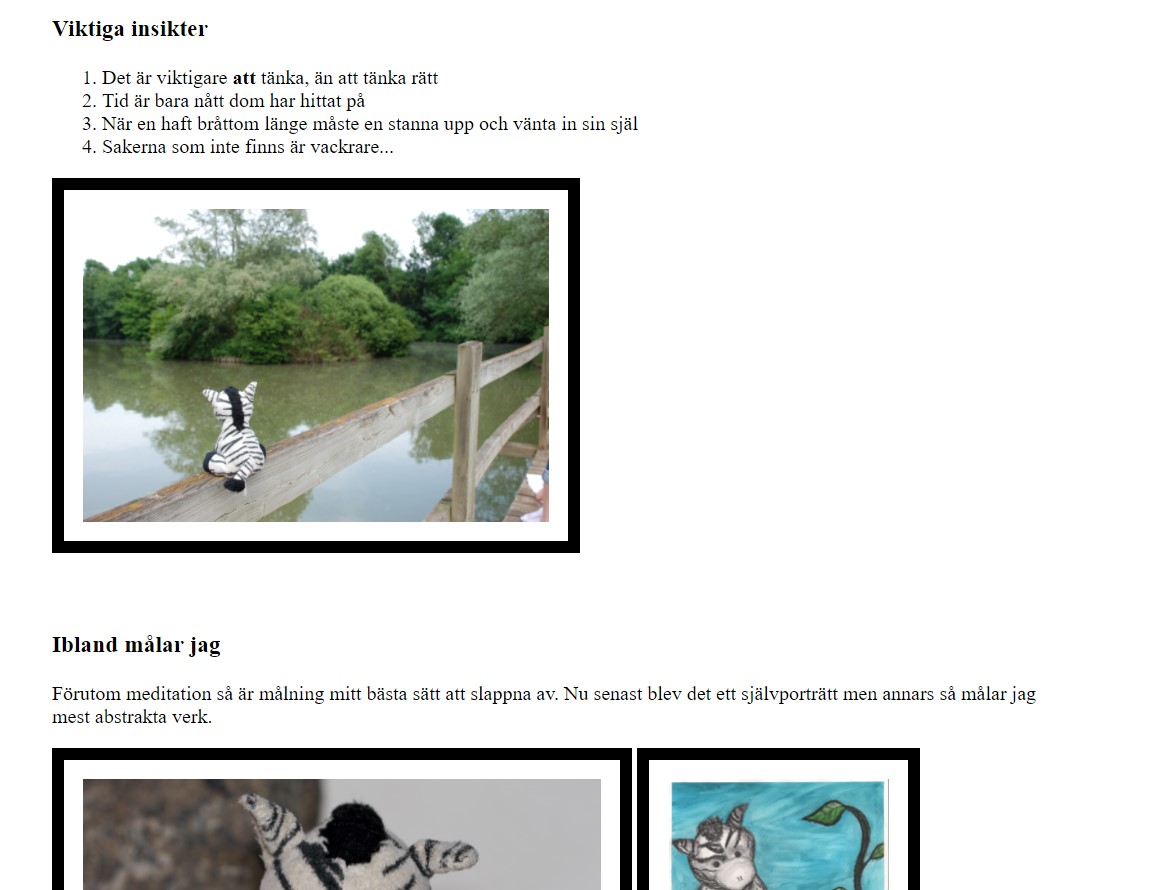 Viktiga insikter
1. Det är viktigare att tänka, än att tänka rätt
2. Tid är bara nått dom har hittat på
3. När en haft bråttom länge måste en stanna upp och vänta in sin själ
4. Sakerna som inte finns är vackrare...
Ibland målar jag
Förutom meditation så är målning mitt bästa sätt att slappna av. Nu senast blev det ett självporträtt men annars så målar jag
mest abstrakta verk.